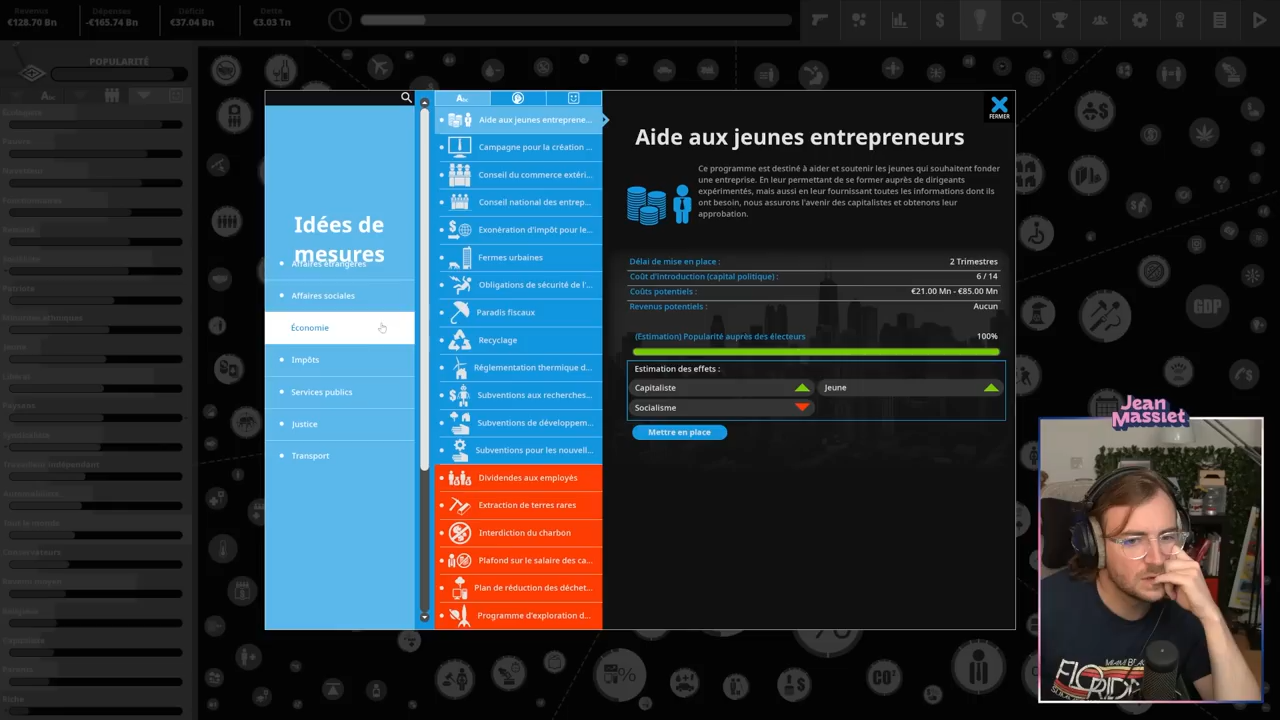 Revenus
€128.70 Bn
Dépenses
-€165.74 Bn
Déficit
€37.04 Bn
Dette
€3.03 Tn
POPULARITÉ
GDP
CO²
Idées de
mesures
Affaires étrangères
Affaires sociales
Économie
Impôts
Services publics
Justice
Transport
Aide aux jeunes entreprene...
Campagne pour la création ...
Conseil du commerce extéri...
Conseil national des entrep...
Exonération d'impôt pour le...
Fermes urbaines
Obligations de sécurité de l'...
Paradis fiscaux
Recyclage
Réglementation thermique d...
Subventions aux recherches...
Subventions de développem...
Subventions pour les nouvell...
Dividendes aux employés
Extraction de terres rares
Interdiction du charbon
Plafond sur le salaire des ca...
Plan de réduction des déchet...
Programme d'exploration d...
FERMER
Aide aux jeunes entrepreneurs
Ce programme est destiné à aider et soutenir les jeunes qui souhaitent fonder
une entreprise. En leur permettant de se former auprès de dirigeants
expérimentés, mais aussi en leur fournissant toutes les informations dont ils
ont besoin, nous assurons l'avenir des capitalistes et obtenons leur
approbation.
Délai de mise en place : 2 Trimestres
Coût d'introduction (capital politique) : 6 / 14
Coûts potentiels : €21.00 Mn - €85.00 Mn
Revenus potentiels : Aucun
(Estimation) Popularité auprès des électeurs 100%
Estimation des effets :
Capitaliste
Jeune
Socialisme
Mettre en place
Jean
Massiet